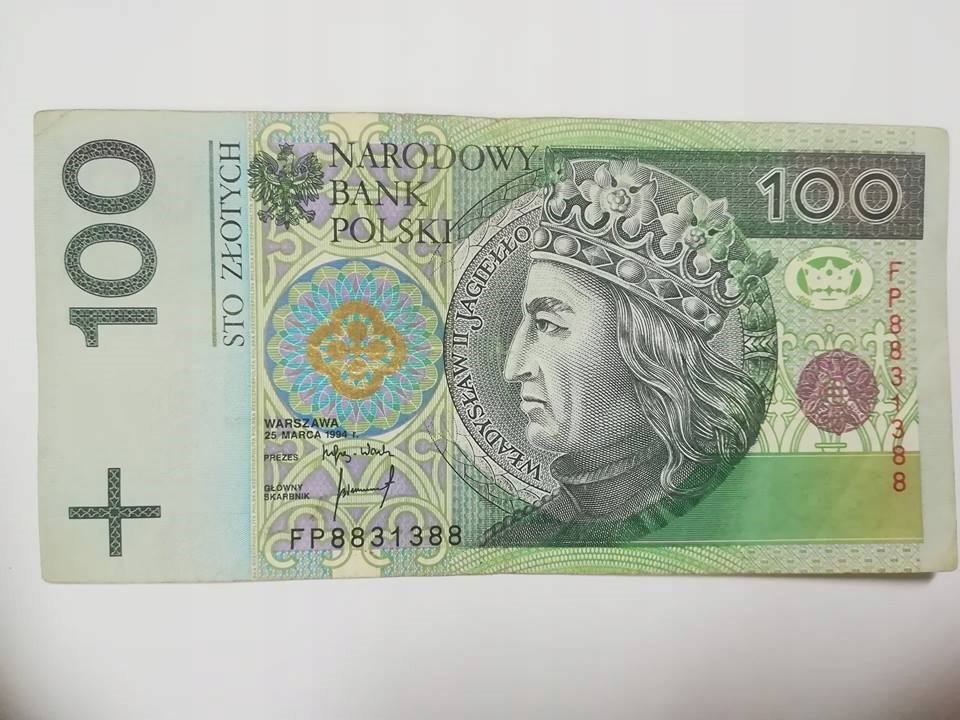 100
STO ZŁOTYCH
NARODOWY
BANK
POLSKI
100
WŁADYSŁAW II JAGIEŁŁO
FP8831388
WARSZAWA
25 MARCA 1994 r.
PREZES
GŁÓWNY
SKARBNIK
FP8831388